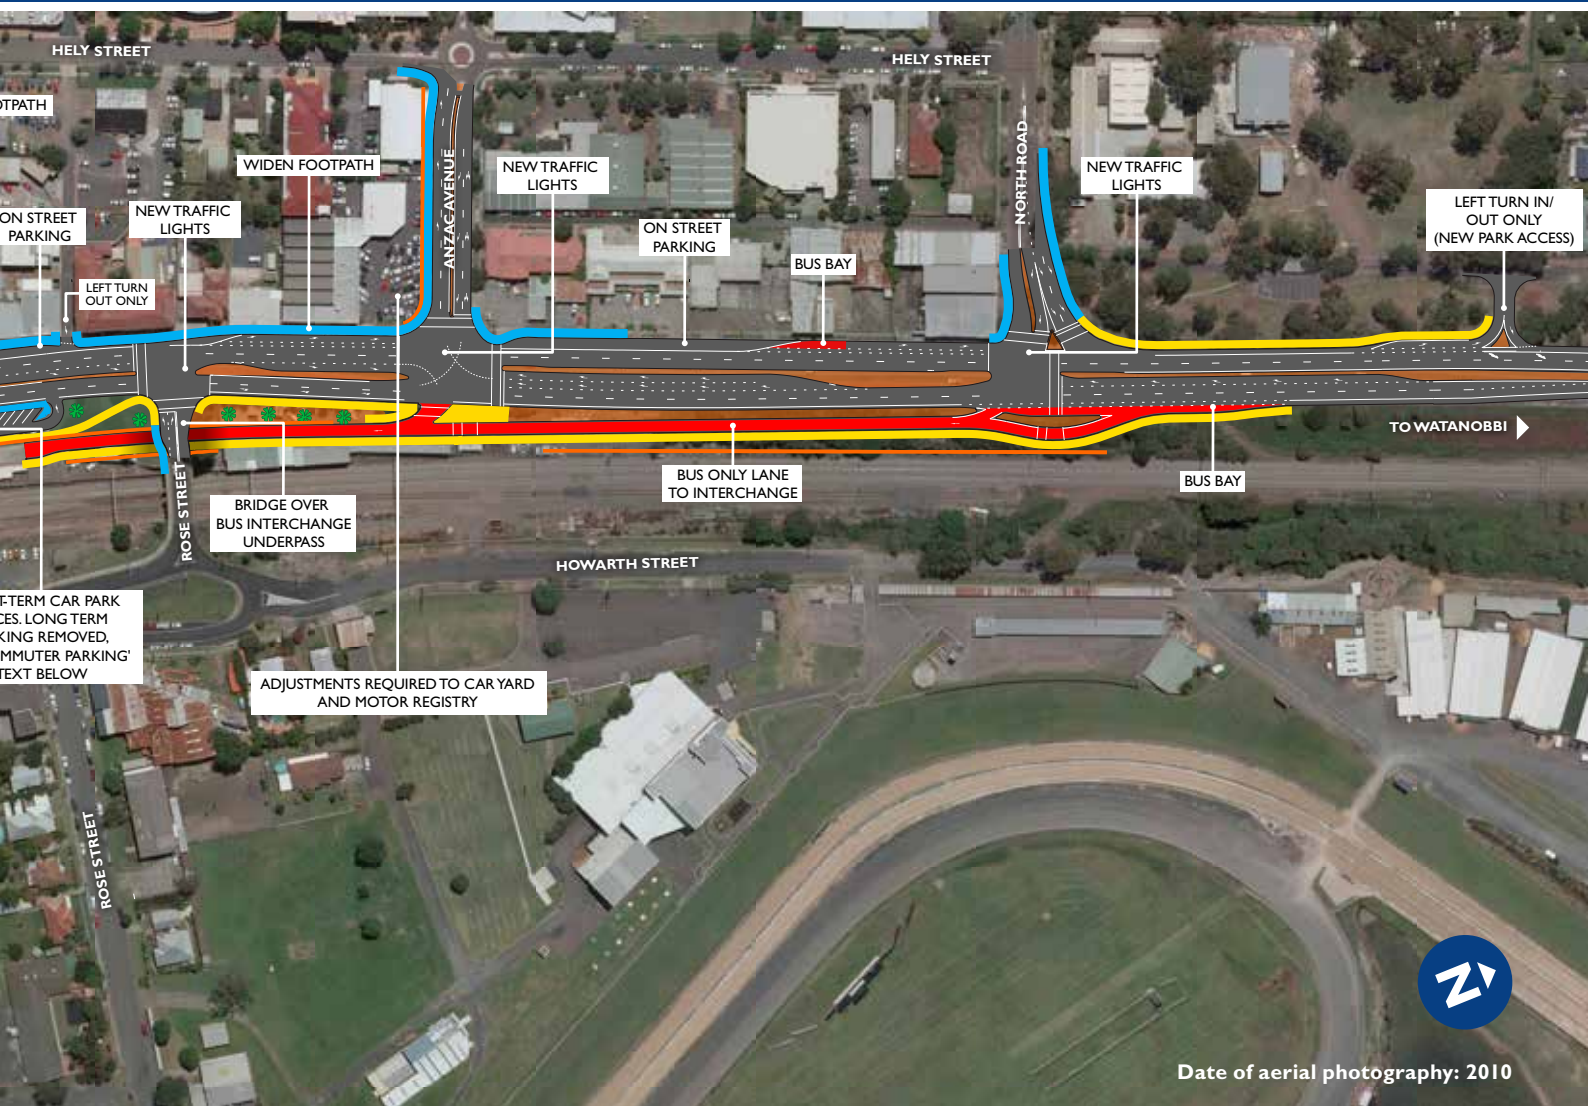 HELY STREET
HELY STREET
WIDEN FOOTPATH
NEW TRAFFIC
LIGHTS
NEW TRAFFIC
LIGHTS
NEW TRAFFIC
LIGHTS
ON STREET
PARKING
LEFT TURN
OUT ONLY
ANZAC AVENUE
ON STREET
PARKING
BUS BAY
NORTH ROAD
LEFT TURN IN/
OUT ONLY
(NEW PARK ACCESS)
TO WATANOBBI
BUS ONLY LANE
TO INTERCHANGE
BUS BAY
BRIDGE OVER
BUS INTERCHANGE
UNDERPASS
ROSE STREET
HOWARTH STREET
-TERM CAR PARK
LONG TERM
REMOVED,
PARKING'
TEXT BELOW
ADJUSTMENTS REQUIRED TO CAR YARD
AND MOTOR REGISTRY
ROSE STREET
Z
Date of aerial photography: 2010